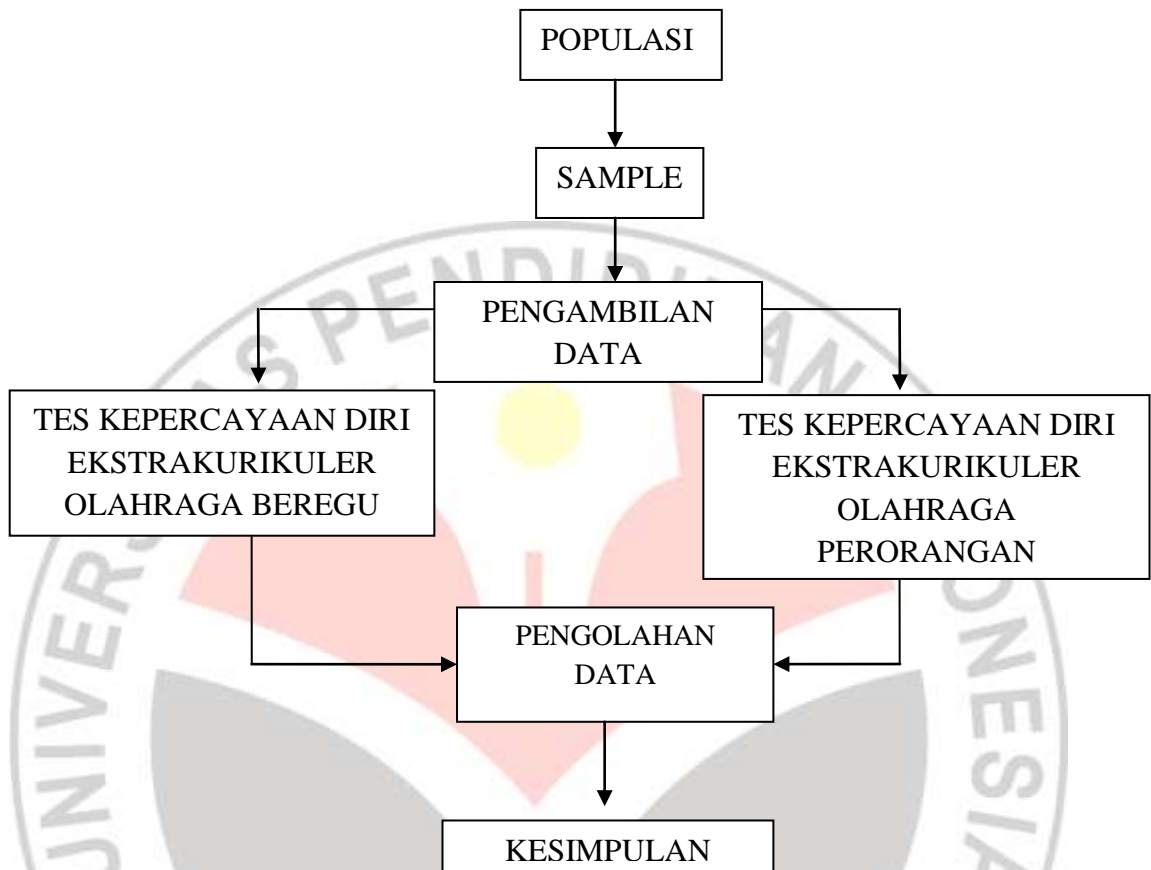 POPULASI
SAMPLE
PENGAMBILAN
DATA
TES KEPERCAYAAN DIRI
EKSTRAKURIKULER
OLAHRAGA BEREGU
TES KEPERCAYAAN DIRI
EKSTRAKURIKULER
OLAHRAGA
PERORANGAN
PENGOLAHAN
DATA
KESIMPULAN